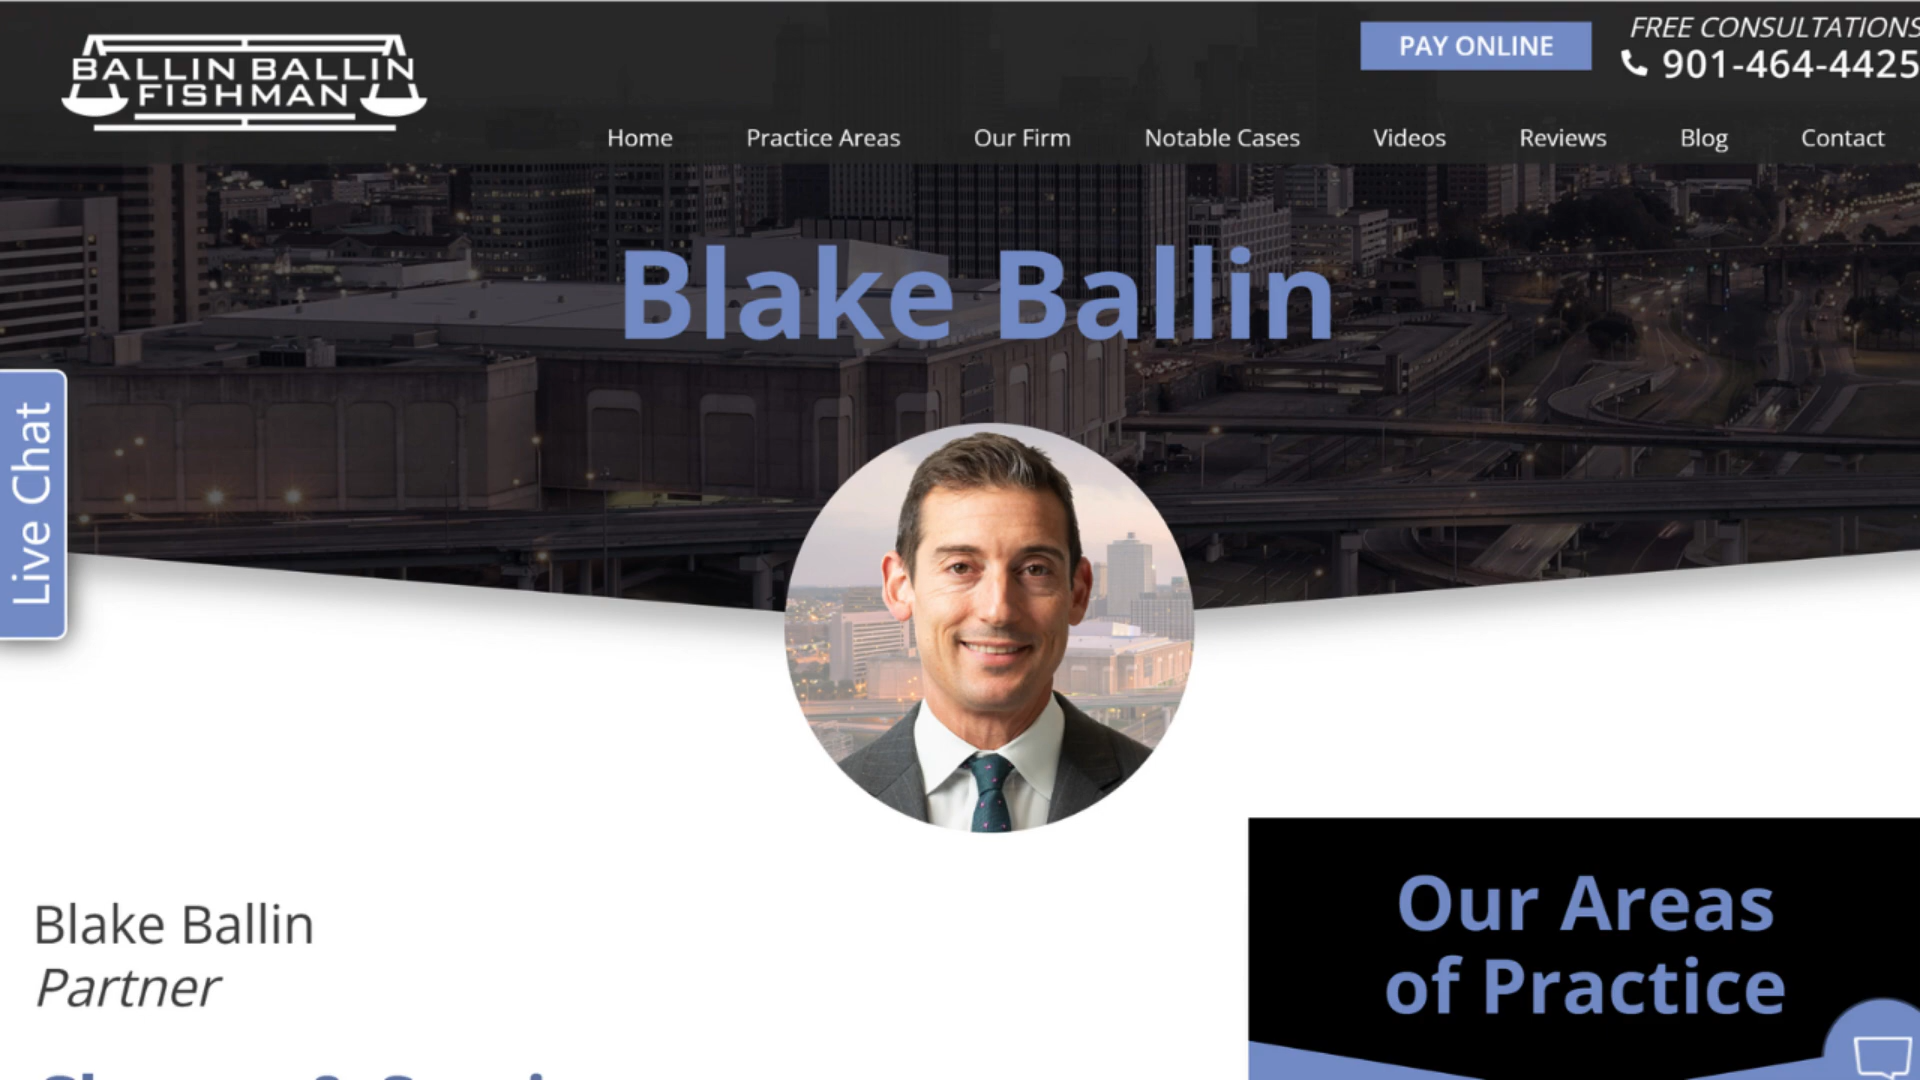 BALLIN BALLIN
FISHMAN
PAY ONLINE
FREE CONSULTATIONS
901-464-4425
Home Practice Areas Our Firm Notable Cases Videos Reviews Blog Contact
Blake Ballin
Live Chat
Blake Ballin
Partner
Our Areas
of Practice